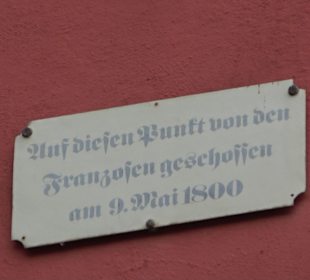 Auf diesen Punkt von den
Franzosen geschossen
am 9. Mai 1800